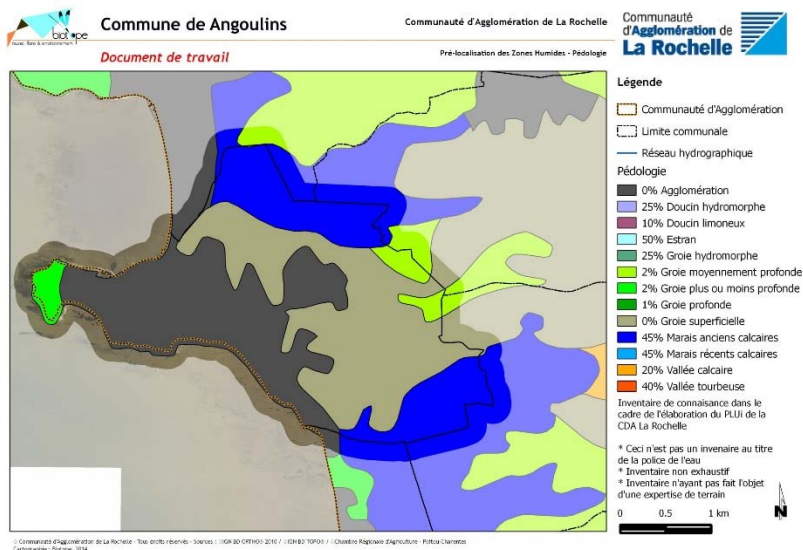 biotope
faune, flore & environnement
Commune de Angoulins
Document de travail
Communauté d'Agglomération de La Rochelle
Pré-localisation des Zones Humides - Pédologie
Communauté
d'Agglomération de
La Rochelle
Légende
Communauté d'Agglomération
Limite communale
Réseau hydrographique
Pédologie
0% Agglomération
25% Doucin hydromorphe
10% Doucin limoneux
50% Estran
25% Groie hydromorphe
2% Groie moyennement profonde
2% Groie plus ou moins profonde
1% Groie profonde
0% Groie superficielle
45% Marais anciens calcaires
45% Marais récents calcaires
20% Vallée calcaire
40% Vallée tourbeuse
Inventaire de connaisance dans le
cadre de l'élaboration du PLUi de la
CDA La Rochelle
* Ceci n'est pas un invenaire au titre
de la police de l'eau
* Inventaire non exhaustif
* Inventaire n'ayant pas fait l'objet
d'une expertise de terrain
N
0 0.5 1 km
© Communauté d'Agglomération de La Rochelle - Tous droits réservés - Sources : ©IGN BD ORTHO® 2010 / ©IGN BD TOPO® / ©Chambre Régionale d'Agriculture - Poitou-Charentes
Cartographie : Biotope, 2014